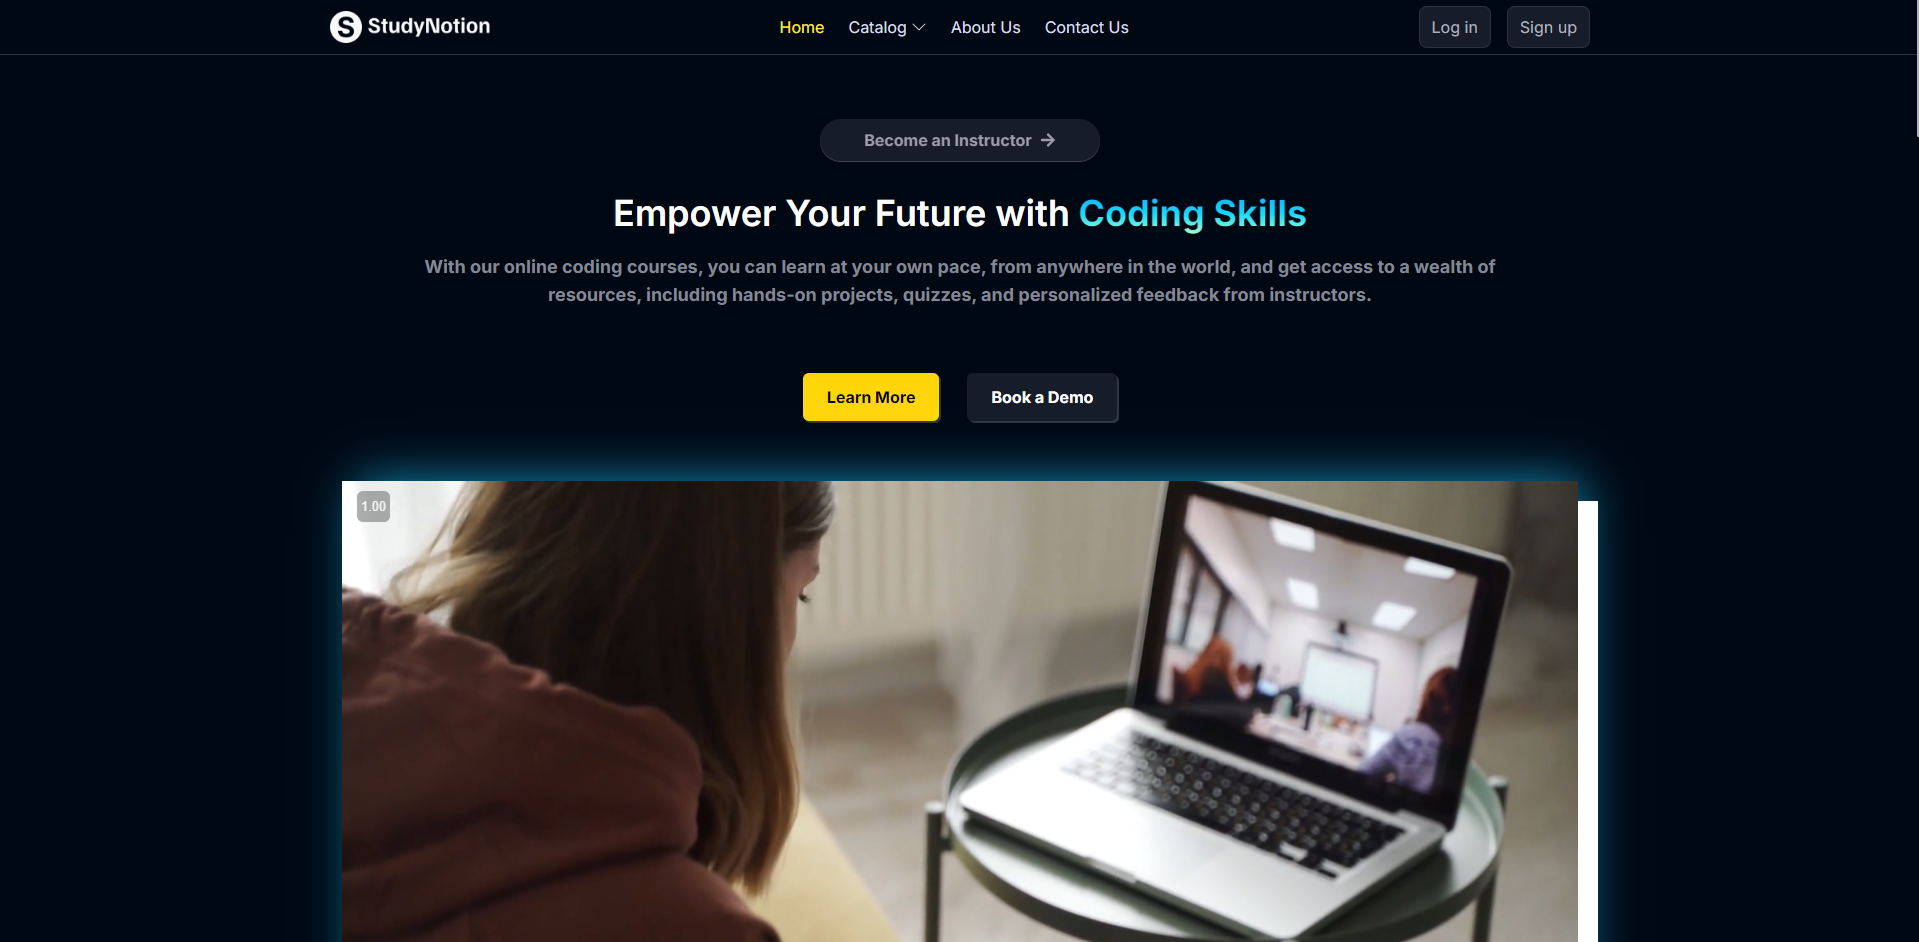 StudyNotion
Home Catalog About Us Contact Us
Log in Sign up
Become an Instructor →
Empower Your Future with Coding Skills
With our online coding courses, you can learn at your own pace, from anywhere in the world, and get access to a wealth of
resources, including hands-on projects, quizzes, and personalized feedback from instructors.
Learn More Book a Demo
1.00